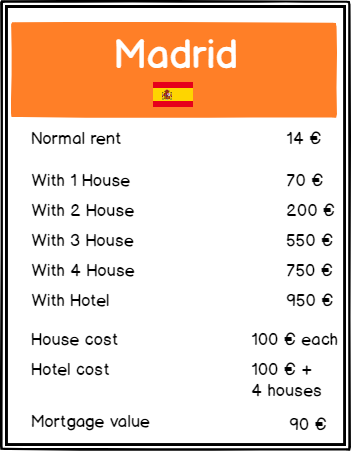 Madrid
Normal rent 14 €
With 1 House 70 €
With 2 House 200 €
With 3 House 550 €
With 4 House 750 €
With Hotel 950 €
House cost 100 € each
Hotel cost 100 € +
4 houses
Mortgage value 90 €